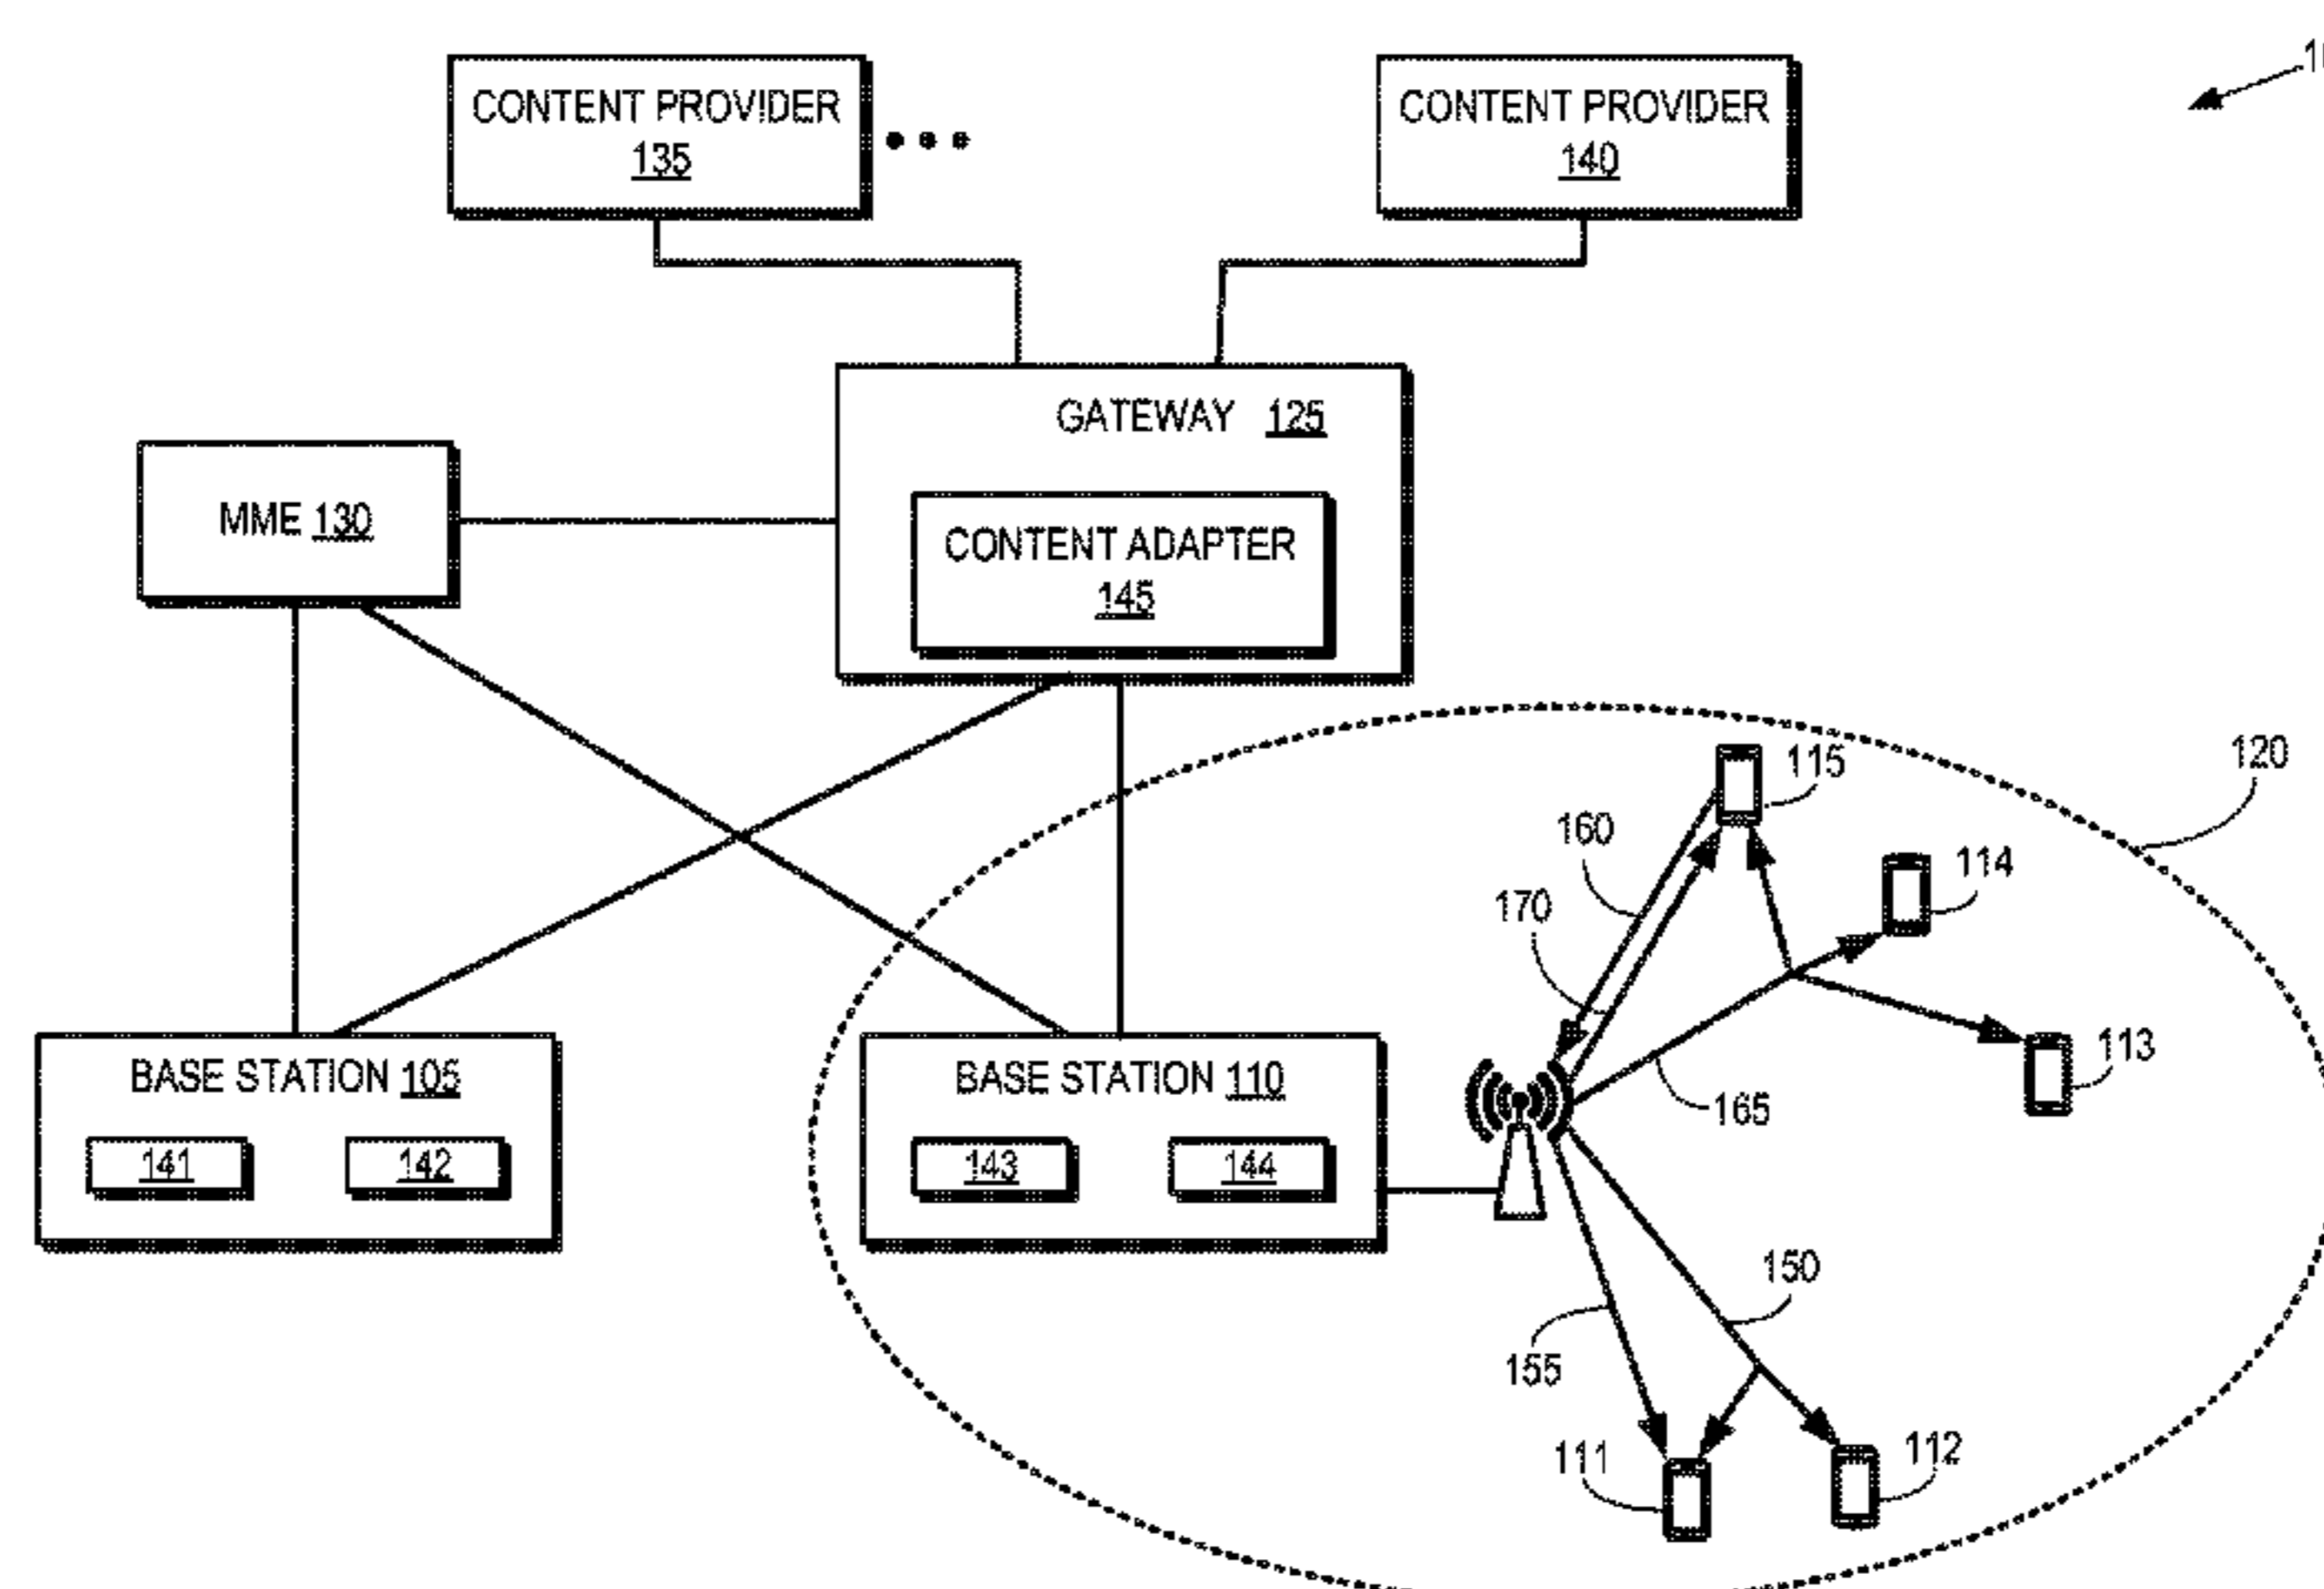 CONTENT PROVIDER
135
CONTENT PROVIDER
140
GATEWAY 125
MME 130
CONTENT ADAPTER
145
115
120
160
114
170
BASE STATION 105
BASE STATION 110
113
165
141
142
143
144
150
155
111
112